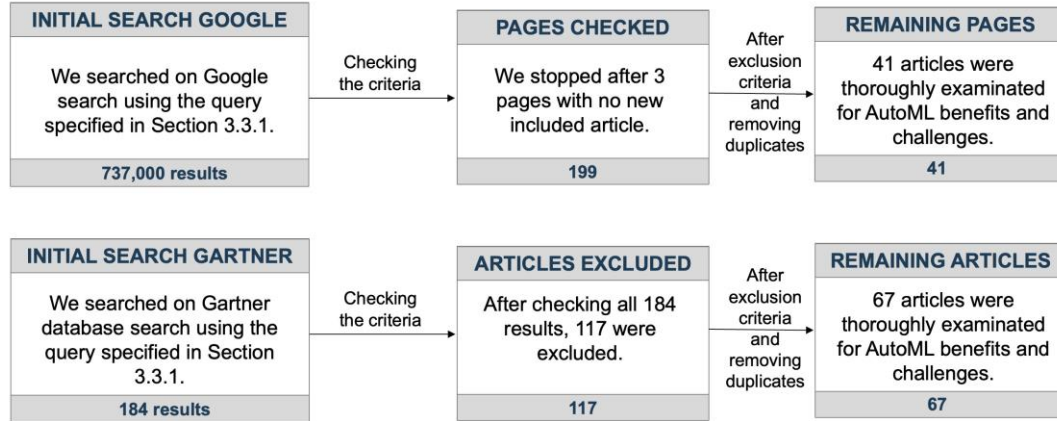 INITIAL SEARCH GOOGLE
We searched on Google
search using the query
specified in Section 3.3.1.
737,000 results
Checking
the criteria
PAGES CHECKED
We stopped after 3
pages with no new
included article.
199
After
exclusion
criteria
and
removing
duplicates
REMAINING PAGES
41 articles were
thoroughly examinated
for AutoML benefits and
challenges.
41
INITIAL SEARCH GARTNER
We searched on Gartner
database search using the
query specified in Section
3.3.1.
184 results
Checking
the criteria
ARTICLES EXCLUDED
After checking all 184
results, 117 were
excluded.
117
After
exclusion
criteria
and
removing
duplicates
REMAINING ARTICLES
67 articles were
thoroughly examinated
for AutoML benefits and
challenges.
67